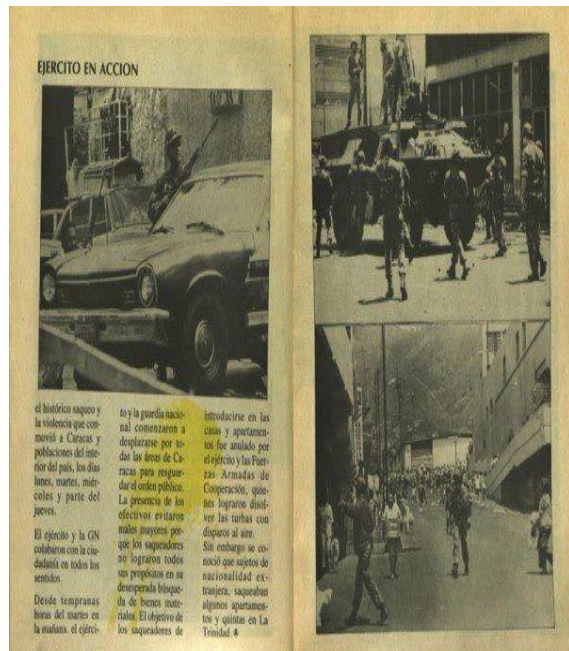 EJERCITO EN ACCION
el histórico saqueo y
la violencia que con-
movió a Caracas y
poblaciones del inte-
rior del país, los días
lunes, martes, miér-
coles y parte del
jueves.
El ejército y la GN
colabaron con la ciu-
dadanía en todos los
sentidos
Desde tempranas
horas del martes en
la mañana, el ejérci-
to y la guardia nacio-
nal comenzaron a
desplazarse por to-
das las áreas de Ca-
racas para resguar-
dar el orden público.
La presencia de los
efectivos evitaron
males mayores por-
que los saqueadores
no lograron todos
sus propósitos en su
desesperada búsque-
da de bienes mate-
riales. El objetivo de
los saqueadores de
introducirse en las
casas y apartamen-
tos fue anulado por
el ejército y las Fuer-
zas Armadas de
Cooperación, quie-
nes lograron disol-
ver las turbas con
disparos al aire.
Sin embargo se co-
noció que sujetos de
nacionalidad ex-
tranjera, saqueaban
algunos apartamen-
tos y quintas en La
Trinidad.